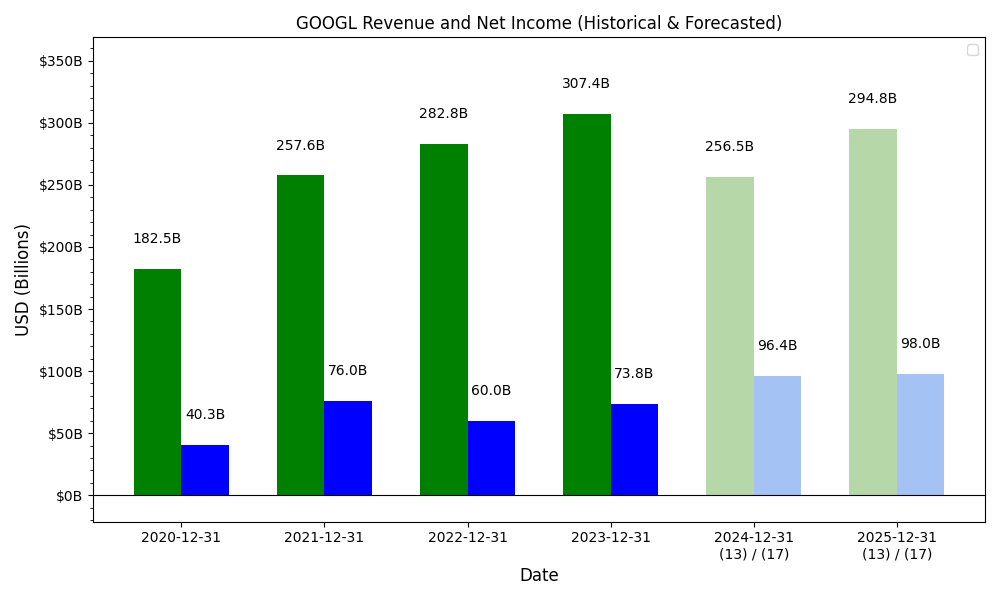 GOOGL Revenue and Net Income (Historical & Forecasted)
USD (Billions)
$350B
$300B
$250B
$200B
$150B
$100B
$50B
$0B
182.5B
40.3B
257.6B
76.0B
282.8B
60.0B
307.4B
73.8B
256.5B
96.4B
294.8B
98.0B
2020-12-31
2021-12-31
2022-12-31
2023-12-31
2024-12-31
(13) / (17)
2025-12-31
(13) / (17)
Date